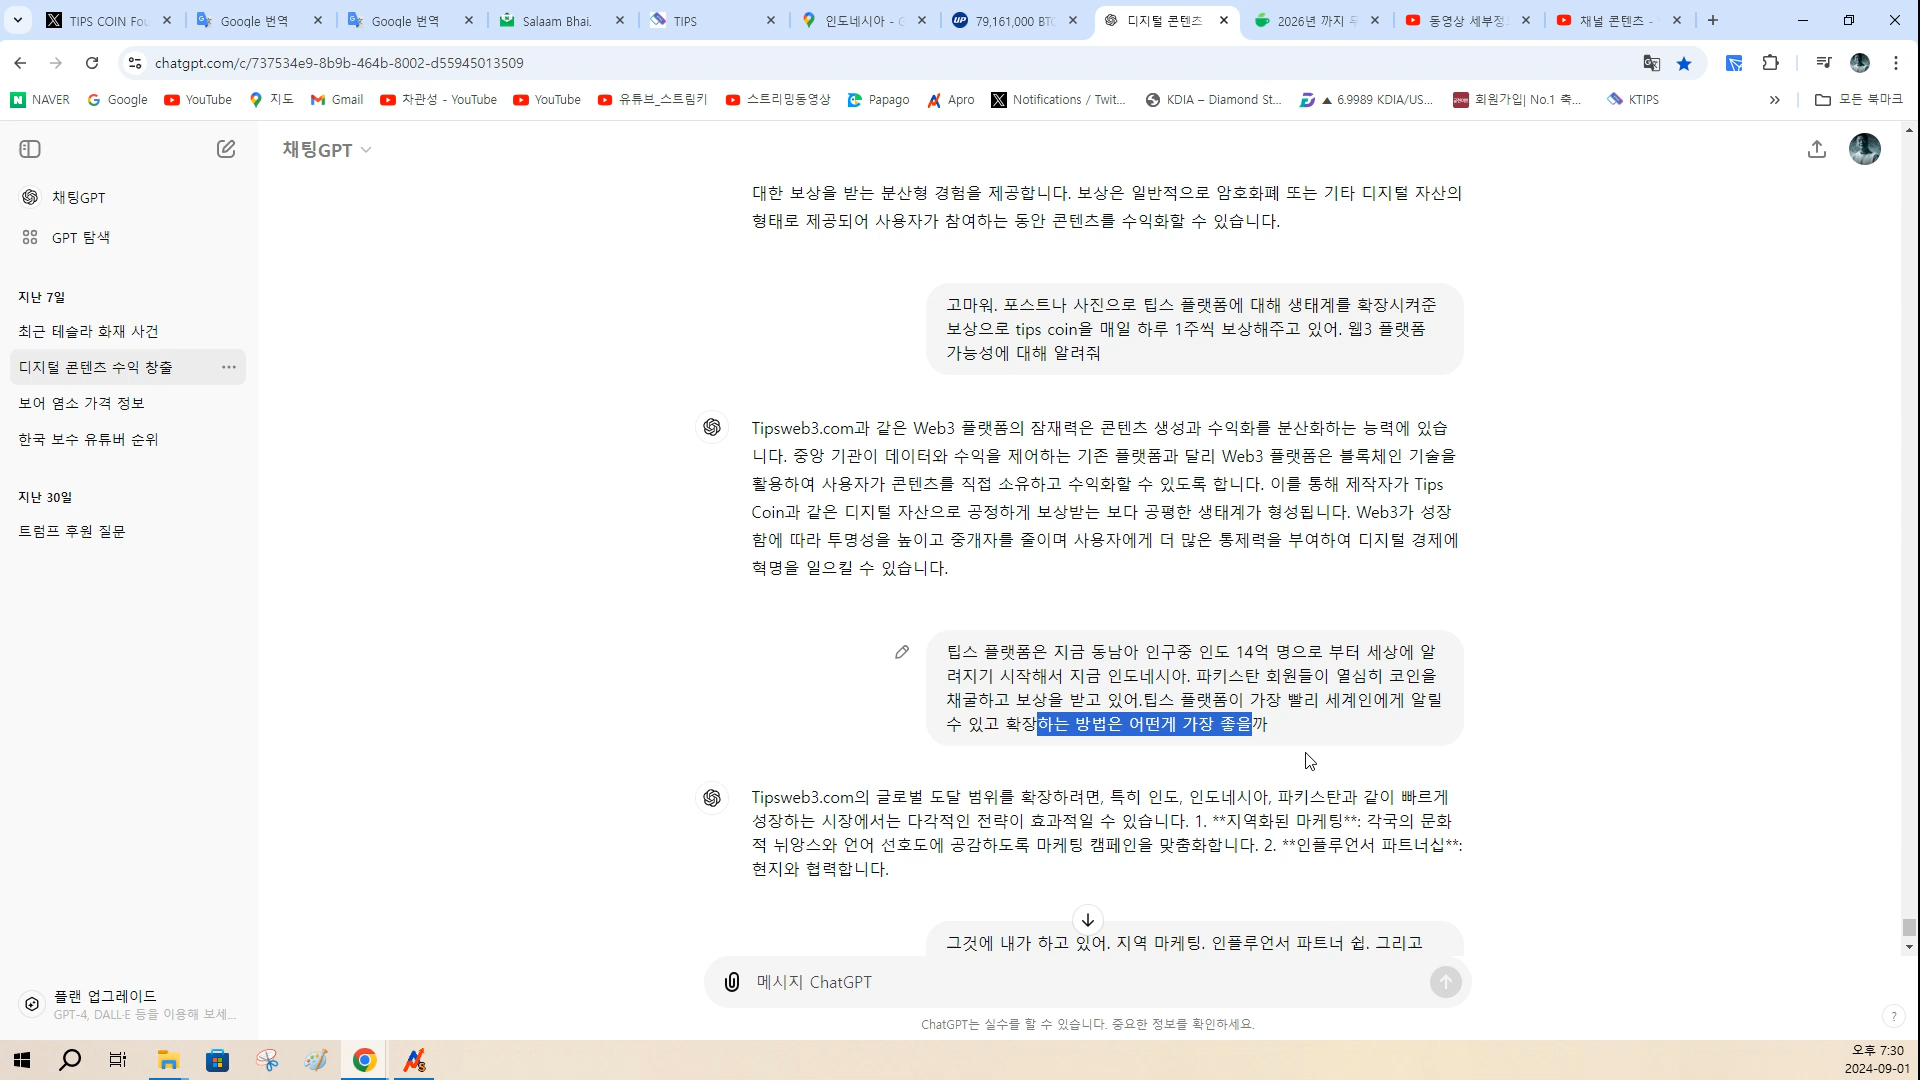 TIPS COIN Fou
Google 번역
Google 번역
Salaam Bhai.
TIPS
인도네시아 - G
79,161,000 BTC
디지털 콘텐츠
2026년 까지 두
동영상 세부정보
채널 콘텐츠 -
chatgpt.com/c/737534e9-8b9b-464b-8002-d55945013509
NAVER
Google
YouTube
지도
Gmail
차관성 - YouTube
YouTube
유튜브_스트림키
스트리밍동영상
Papago
Apro
Notifications / Twit...
KDIA – Diamond St...
▲ 6.9989 KDIA/US...
회원가입| No.1 축...
KTIPS
»
모든 북마크
채팅GPT
채팅GPT
GPT 탐색
지난 7일
최근 테슬라 화재 사건
디지털 콘텐츠 수익 창출
보어 염소 가격 정보
한국 보수 유튜버 순위
지난 30일
트럼프 후원 질문
플랜 업그레이드
GPT-4, DALL·E 등을 이용해 보세...
대한 보상을 받는 분산형 경험을 제공합니다. 보상은 일반적으로 암호화폐 또는 기타 디지털 자산의
형태로 제공되어 사용자가 참여하는 동안 콘텐츠를 수익화할 수 있습니다.
고마워. 포스트나 사진으로 팁스 플랫폼에 대해 생태계를 확장시켜준
보상으로 tips coin을 매일 하루 1주씩 보상해주고 있어. 웹3 플랫폼
가능성에 대해 알려줘
Tipsweb3.com과 같은 Web3 플랫폼의 잠재력은 콘텐츠 생성과 수익화를 분산화하는 능력에 있습
니다. 중앙 기관이 데이터와 수익을 제어하는 기존 플랫폼과 달리 Web3 플랫폼은 블록체인 기술을
활용하여 사용자가 콘텐츠를 직접 소유하고 수익화할 수 있도록 합니다. 이를 통해 제작자가 Tips
Coin과 같은 디지털 자산으로 공정하게 보상받는 보다 공평한 생태계가 형성됩니다. Web3가 성장
함에 따라 투명성을 높이고 중개자를 줄이며 사용자에게 더 많은 통제력을 부여하여 디지털 경제에
혁명을 일으킬 수 있습니다.
팁스 플랫폼은 지금 동남아 인구중 인도 14억 명으로 부터 세상에 알
려지기 시작해서 지금 인도네시아. 파키스탄 회원들이 열심히 코인을
채굴하고 보상을 받고 있어.팁스 플랫폼이 가장 빨리 세계인에게 알릴
수 있고 확장하는 방법은 어떤게 가장 좋을까
Tipsweb3.com의 글로벌 도달 범위를 확장하려면, 특히 인도, 인도네시아, 파키스탄과 같이 빠르게
성장하는 시장에서는 다각적인 전략이 효과적일 수 있습니다. 1. **지역화된 마케팅**: 각국의 문화
적 뉘앙스와 언어 선호도에 공감하도록 마케팅 캠페인을 맞춤화합니다. 2. **인플루언서 파트너십**:
현지와 협력합니다.
그것에 내가 하고 있어. 지역 마케팅. 인플루언서 파트너 쉽. 그리고
메시지 ChatGPT
ChatGPT는 실수를 할 수 있습니다. 중요한 정보를 확인하세요.
?
오후 7:30
2024-09-01